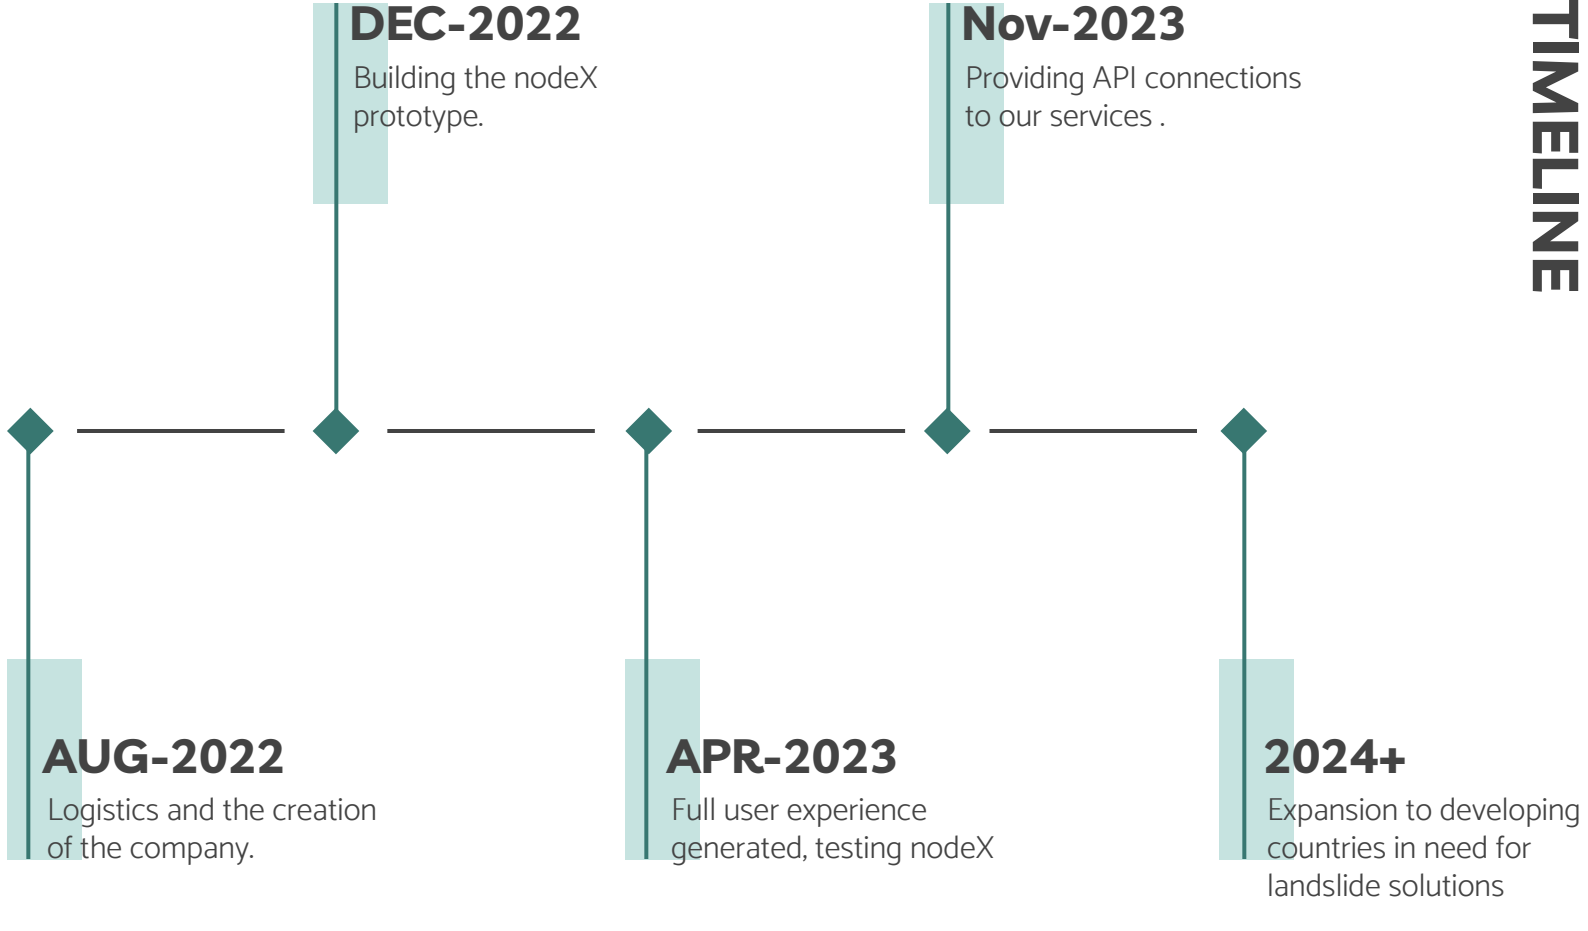 TIMELINE
DEC-2022
Building the nodeX
prototype.
Nov-2023
Providing API connections
to our services .
AUG-2022
Logistics and the creation
of the company.
APR-2023
Full user experience
generated, testing nodeX
2024+
Expansion to developing
countries in need for
landslide solutions